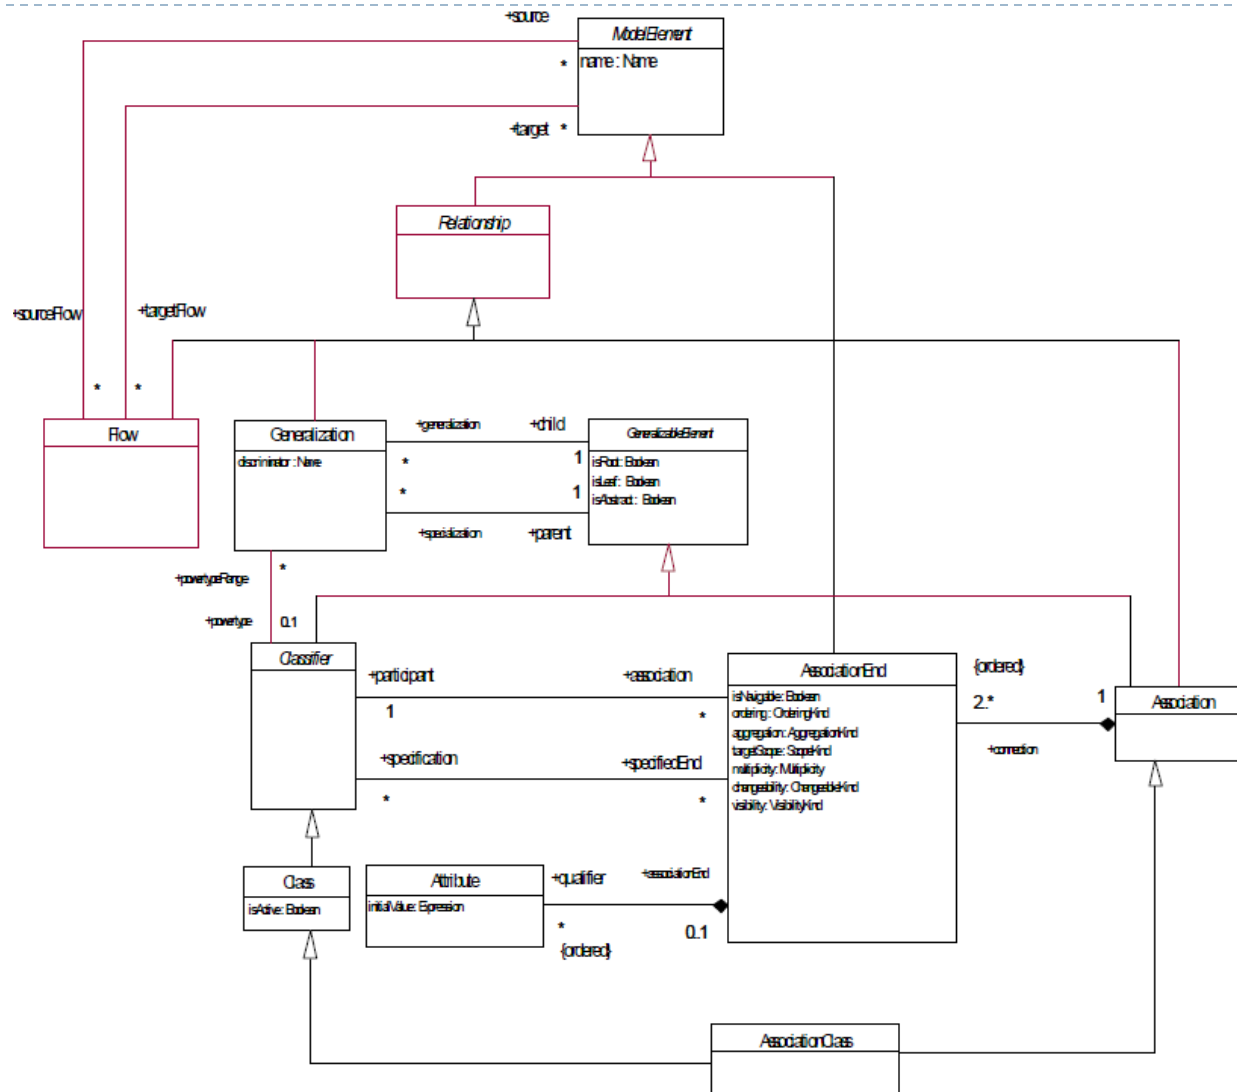 +source
ModelElement
name : Name
*
+target *
Relationship
+sourceFlow
+targetFlow
* *
Flow
Generalization
discriminator : Name
+generalization
+child
*
1
*
1
+specialization
+parent
GeneralizableElement
isRoot : Boolean
isLeaf : Boolean
isAbstract : Boolean
+powertypeRange
*
+powertype
0..1
Classifier
+participant
+association
1
*
+specification
+specifiedEnd
*
*
AssociationEnd
isNavigable : Boolean
ordering : OrderingKind
aggregation : AggregationKind
targetScope : ScopeKind
multiplicity : Multiplicity
changeability : ChangeableKind
visibility : VisibilityKind
{ordered}
2..*
1
+connection
Association
Class
isActive : Boolean
Attribute
initialValue : Expression
+qualifier
+associationEnd
*
0..1
{ordered}
AssociationClass